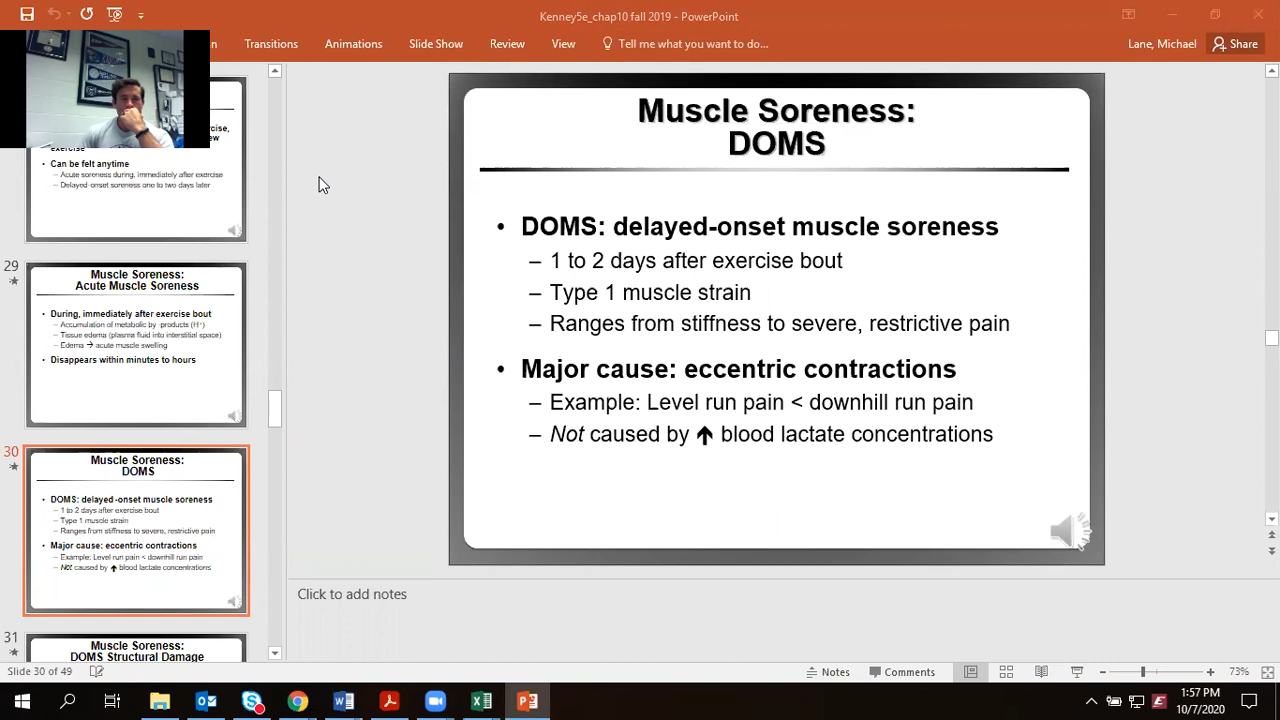 Kenney5e_chap10 fall 2019 - PowerPoint
Transitions Animations Slide Show Review View Tell me what you want to do... Lane, Michael Share
Can be felt anytime
– Acute soreness during, immediately after exercise
– Delayed-onset soreness one to two days later
29
Muscle Soreness:
Acute Muscle Soreness
• During, immediately after exercise bout
– Accumulation of metabolic by products (H⁺)
– Tissue edema (plasma fluid into interstitial space)
– Edema → acute muscle swelling
• Disappears within minutes to hours
30
Muscle Soreness:
DOMS
• DOMS: delayed-onset muscle soreness
– 1 to 2 days after exercise bout
– Type 1 muscle strain
– Ranges from stiffness to severe, restrictive pain
• Major cause: eccentric contractions
– Example: Level run pain < downhill run pain
– Not caused by ↑ blood lactate concentrations
31
Muscle Soreness:
DOMS Structural Damage
Muscle Soreness:
DOMS
• DOMS: delayed-onset muscle soreness
– 1 to 2 days after exercise bout
– Type 1 muscle strain
– Ranges from stiffness to severe, restrictive pain
• Major cause: eccentric contractions
– Example: Level run pain < downhill run pain
– Not caused by ↑ blood lactate concentrations
Click to add notes
Slide 30 of 49 Notes Comments 73%
1:57 PM
10/7/2020